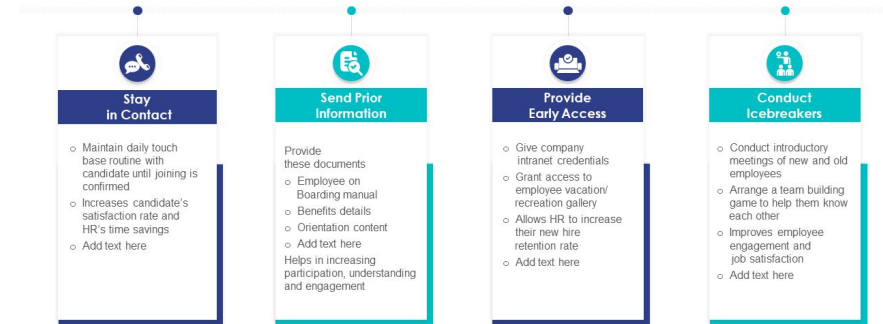 Stay
in Contact
○ Maintain daily touch
base routine with
candidate until joining is
confirmed
○ Increases candidate's
satisfaction rate and
HR's time savings
○ Add text here
Send Prior
Information
Provide
these documents
○ Employee on
Boarding manual
○ Benefits details
○ Orientation content
○ Add text here
Helps in increasing
participation, understanding
and engagement
Provide
Early Access
○ Give company
intranet credentials
○ Grant access to
employee vacation/
recreation gallery
○ Allows HR to increase
their new hire
retention rate
○ Add text here
Conduct
Icebreakers
○ Conduct introductory
meetings of new and old
employees
○ Arrange a team building
game to help them know
each other
○ Improves employee
engagement and
job satisfaction
○ Add text here